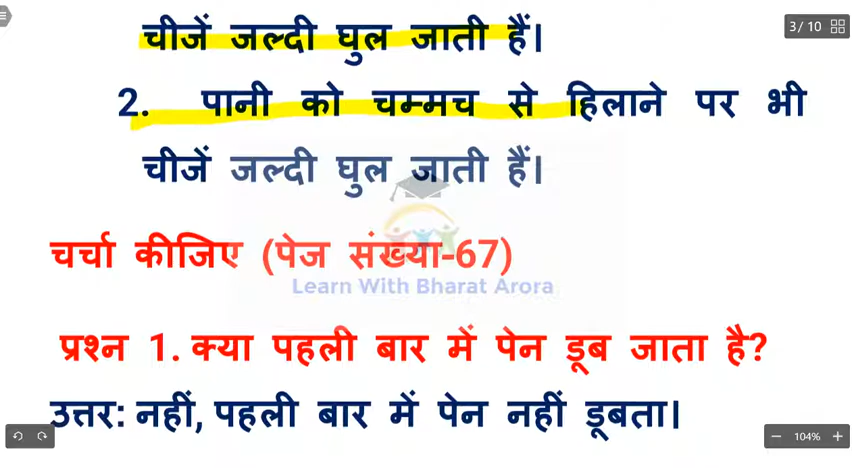 चीजें जल्दी घुल जाती हैं।
3 / 10
2. पानी को चम्मच से हिलाने पर भी
चीजें जल्दी घुल जाती हैं।
चर्चा कीजिए (पेज संख्या-67)
Learn With Bharat Arora
प्रश्न 1. क्या पहली बार में पेन डूब जाता है?
उत्तर: नहीं, पहली बार में पेन नहीं डूबता।
104%